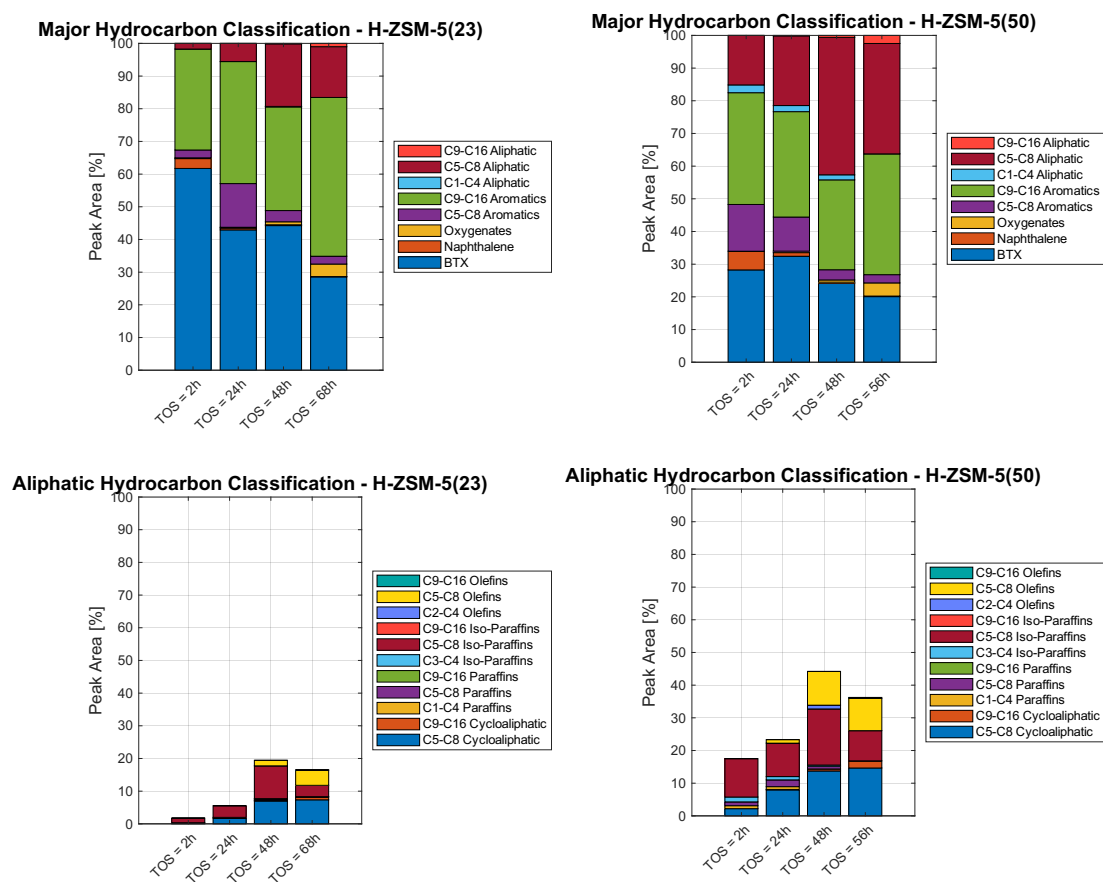 Major Hydrocarbon Classification - H-ZSM-5(23)
100
90
80
70
60
50
40
30
20
10
0
Peak Area [%]
TOS = 2h
TOS = 24h
TOS = 48h
TOS = 68h
C9-C16 Aliphatic
C5-C8 Aliphatic
C1-C4 Aliphatic
C9-C16 Aromatics
C5-C8 Aromatics
Oxygenates
Naphthalene
BTX
Major Hydrocarbon Classification - H-ZSM-5(50)
100
90
80
70
60
50
40
30
20
10
0
Peak Area [%]
TOS = 2h
TOS = 24h
TOS = 48h
TOS = 56h
C9-C16 Aliphatic
C5-C8 Aliphatic
C1-C4 Aliphatic
C9-C16 Aromatics
C5-C8 Aromatics
Oxygenates
Naphthalene
BTX
Aliphatic Hydrocarbon Classification - H-ZSM-5(23)
100
90
80
70
60
50
40
30
20
10
0
Peak Area [%]
TOS = 2h
TOS = 24h
TOS = 48h
TOS = 68h
C9-C16 Olefins
C5-C8 Olefins
C2-C4 Olefins
C9-C16 Iso-Paraffins
C5-C8 Iso-Paraffins
C3-C4 Iso-Paraffins
C9-C16 Paraffins
C5-C8 Paraffins
C1-C4 Paraffins
C9-C16 Cycloaliphatic
C5-C8 Cycloaliphatic
Aliphatic Hydrocarbon Classification - H-ZSM-5(50)
100
90
80
70
60
50
40
30
20
10
0
Peak Area [%]
TOS = 2h
TOS = 24h
TOS = 48h
TOS = 56h
C9-C16 Olefins
C5-C8 Olefins
C2-C4 Olefins
C9-C16 Iso-Paraffins
C5-C8 Iso-Paraffins
C3-C4 Iso-Paraffins
C9-C16 Paraffins
C5-C8 Paraffins
C1-C4 Paraffins
C9-C16 Cycloaliphatic
C5-C8 Cycloaliphatic